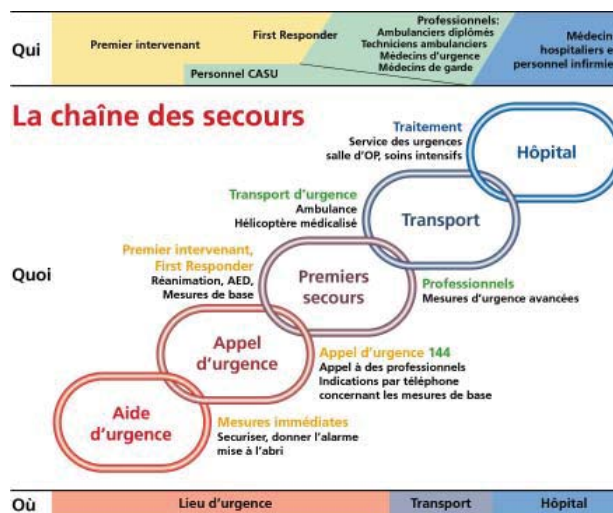 Qui
Premier intervenant
First Responder
Personnel CASU
Professionnels:
Ambulanciers diplômés
Techniciens ambulanciers
Médecins d'urgence
Médecins de garde
Médecin
hospitaliers e
personnel infirmie
La chaîne des secours
Traitement
Service des urgences
salle d'OP, soins intensifs
Hôpital
Transport d'urgence
Ambulance
Hélicoptère médicalisé
Transport
Quoi
Premier intervenant,
First Responder
Réanimation, AED,
Mesures de base
Premiers
secours
Professionnels
Mesures d'urgence avancées
Appel
d'urgence
Appel d'urgence 144
Appel à des professionnels
Indications par téléphone
concernant les mesures de base
Aide
d'urgence
Mesures immédiates
Securiser, donner l'alarme
mise à l'abri
Où
Lieu d'urgence
Transport
Hôpital